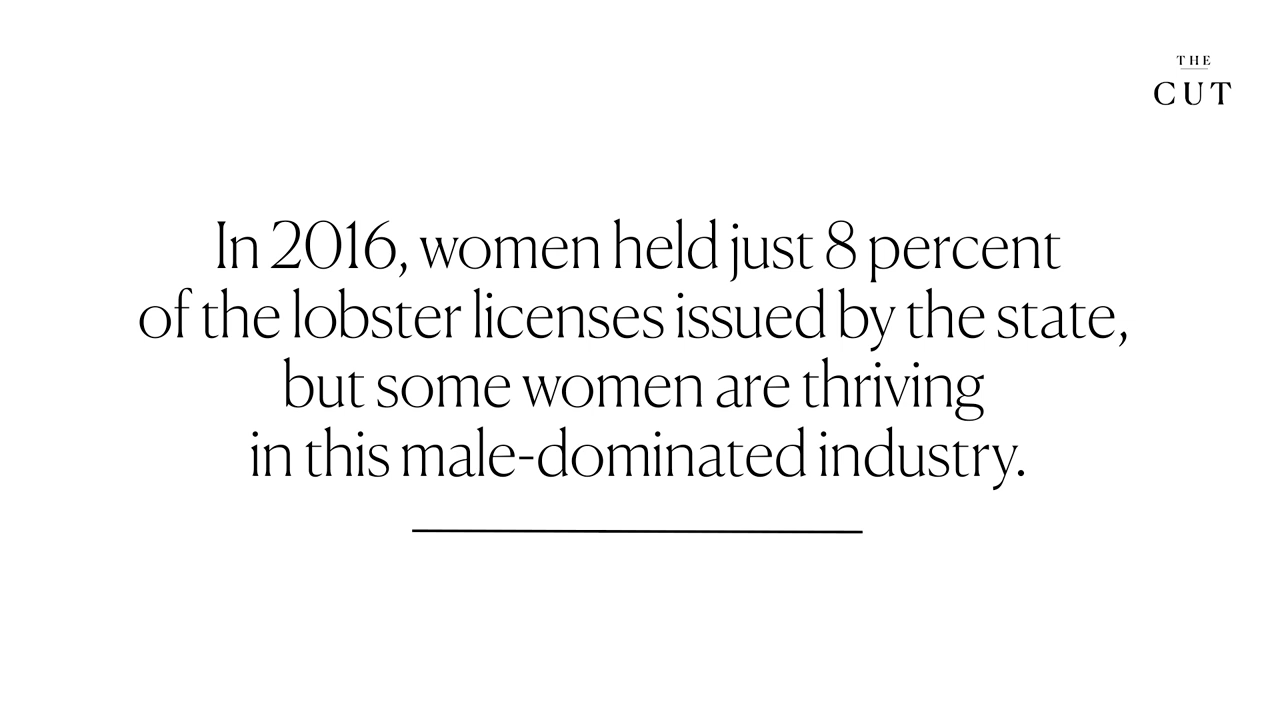 THE
CUT
In 2016, women held just 8 percent
of the lobster licenses issued by the state,
but some women are thriving
in this male-dominated industry.